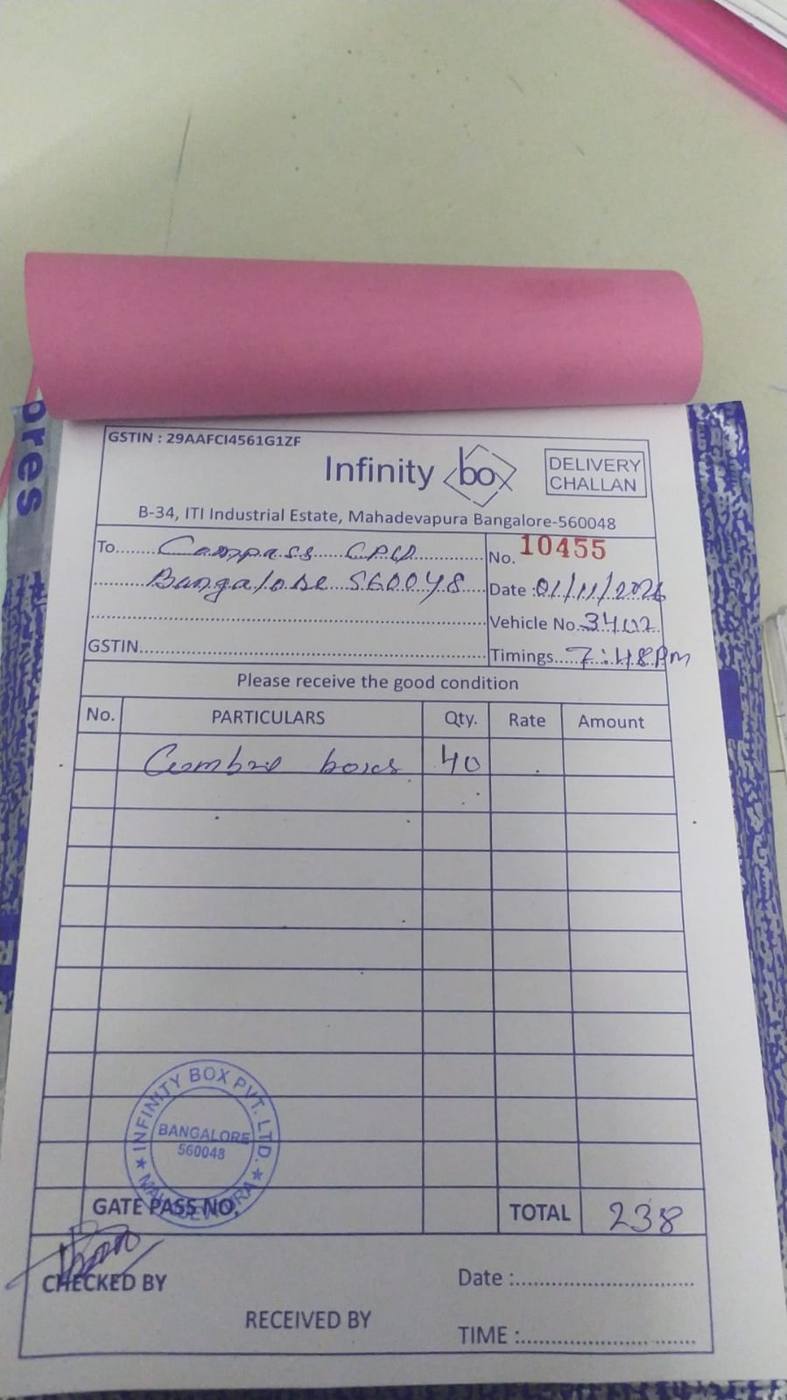 ores
GSTIN : 29AAFCI4561G1ZF
Infinity box
DELIVERY CHALLAN
B-34, ITI Industrial Estate, Mahadevapura Bangalore-560048
To Compass CPU
No. 10455
Bangalore 560048
Date : 01/11/2026
Vehicle No. 3402
GSTIN
Timings 7:48 PM
Please receive the good condition
No. PARTICULARS Qty. Rate Amount
boxes 40
INFINITY BOX PVT. LTD.
BANGALORE
560048
GATE PASS NO. TOTAL 238
CHECKED BY
Date :
RECEIVED BY
TIME :